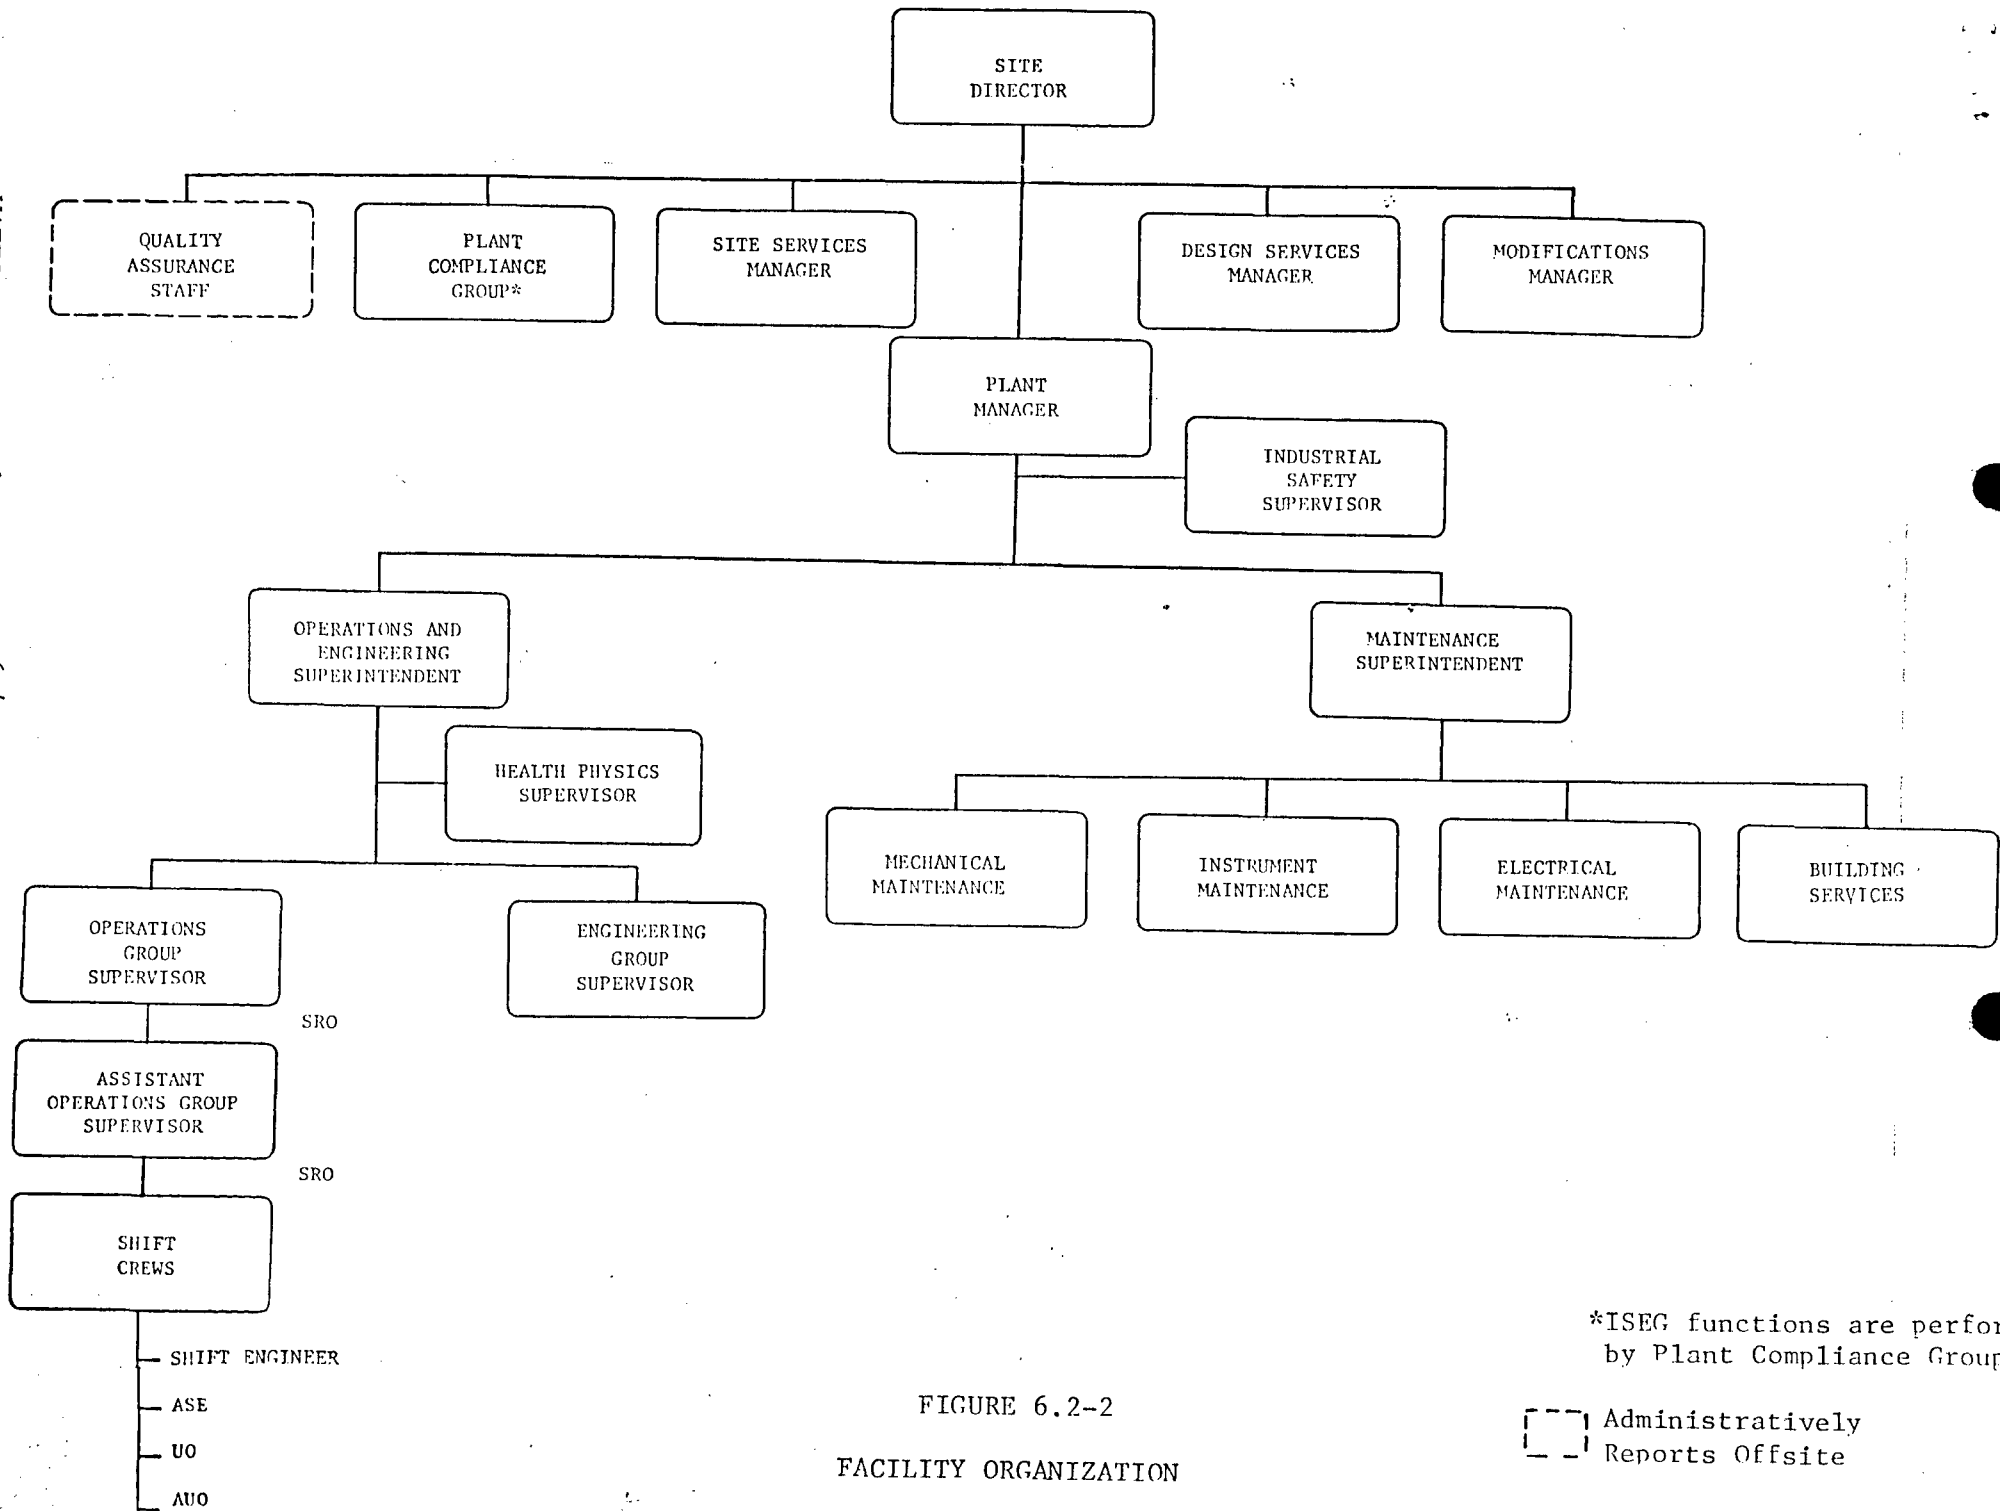 SITE
DIRECTOR
QUALITY
ASSURANCE
STAFF
PLANT
COMPLIANCE
GROUP*
SITE SERVICES
MANAGER
DESIGN SERVICES
MANAGER
MODIFICATIONS
MANAGER
PLANT
MANAGER
INDUSTRIAL
SAFETY
SUPERVISOR
OPERATIONS AND
ENGINEERING
SUPERINTENDENT
MAINTENANCE
SUPERINTENDENT
HEALTH PHYSICS
SUPERVISOR
MECHANICAL
MAINTENANCE
INSTRUMENT
MAINTENANCE
ELECTRICAL
MAINTENANCE
BUILDING
SERVICES
OPERATIONS
GROUP
SUPERVISOR
ENGINEERING
GROUP
SUPERVISOR
SRO
ASSISTANT
OPERATIONS GROUP
SUPERVISOR
SRO
SHIFT
CREWS
SHIFT ENGINEER
ASE
UO
AUO
*ISEG functions are perfor
by Plant Compliance Group
Administratively
Reports Offsite
FIGURE 6.2-2
FACILITY ORGANIZATION